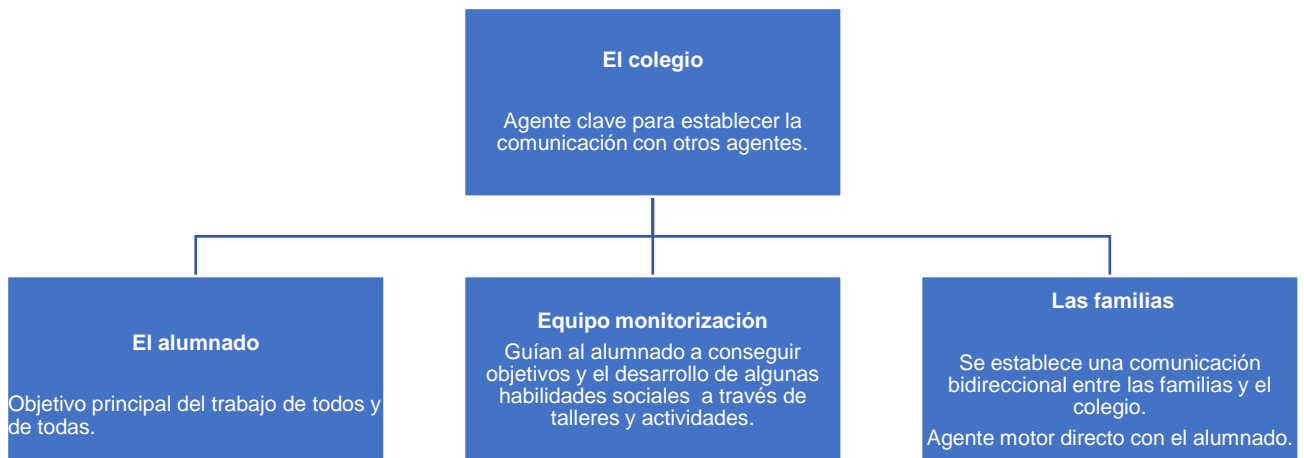 El colegio
Agente clave para establecer la
comunicación con otros agentes.
El alumnado
Objetivo principal del trabajo de todos y
de todas.
Equipo monitorización
Guían al alumnado a conseguir
objetivos y el desarrollo de algunas
habilidades sociales  a través de
talleres y actividades.
Las familias
Se establece una comunicación
bidireccional entre las familias y el
colegio.
Agente motor directo con el alumnado.